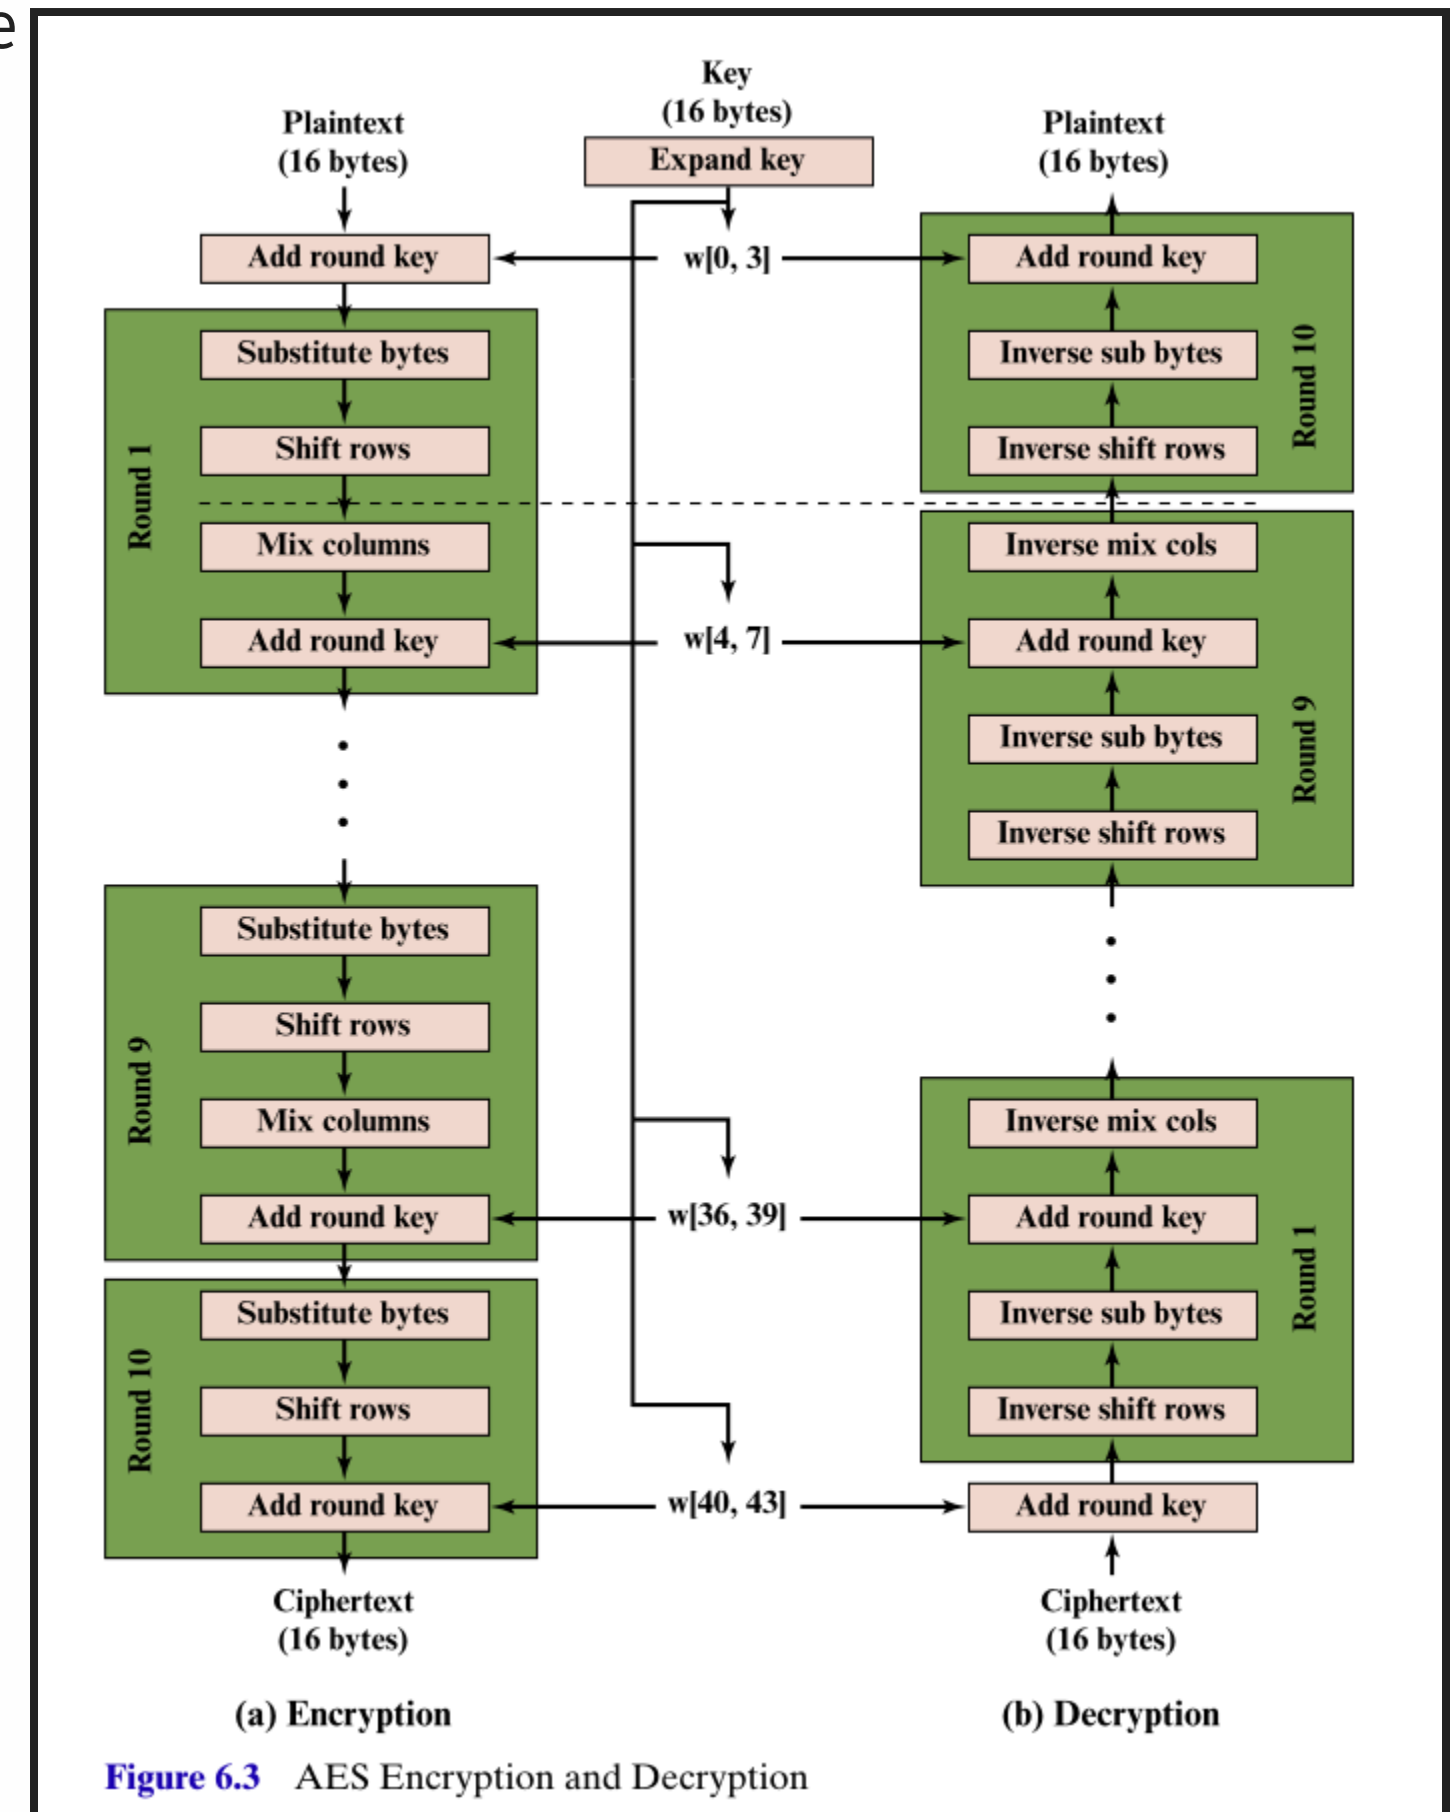 e
Key
(16 bytes)
Expand key
Plaintext
(16 bytes)
Add round key
Round 1
Substitute bytes
Shift rows
Mix columns
Add round key
Round 9
Substitute bytes
Shift rows
Mix columns
Add round key
Round 10
Substitute bytes
Shift rows
Add round key
Ciphertext
(16 bytes)
(a) Encryption
w[0, 3]
w[4, 7]
w[36, 39]
w[40, 43]
Plaintext
(16 bytes)
Add round key
Inverse sub bytes
Inverse shift rows
Round 10
Inverse mix cols
Add round key
Inverse sub bytes
Inverse shift rows
Round 9
Inverse mix cols
Add round key
Inverse sub bytes
Inverse shift rows
Round 1
Add round key
Ciphertext
(16 bytes)
(b) Decryption
Figure 6.3 AES Encryption and Decryption